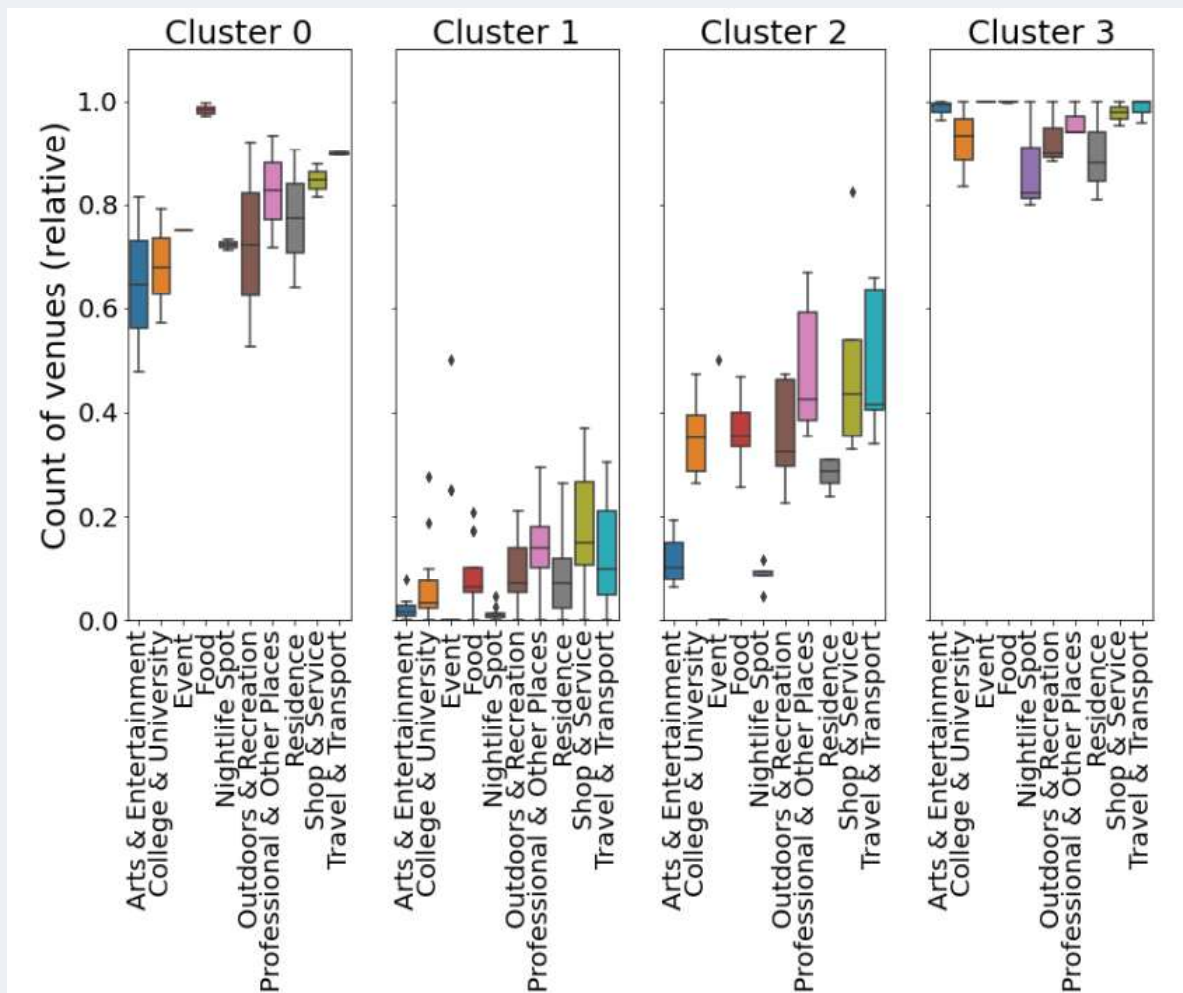 Cluster 0
Cluster 1
Cluster 2
Cluster 3
Count of venues (relative)
1.0
0.8
0.6
0.4
0.2
0.0
Arts & Entertainment
College & University
Event
Food
Nightlife Spot
Outdoors & Recreation
Professional & Other Places
Residence
Shop & Service
Travel & Transport
Arts & Entertainment
College & University
Event
Food
Nightlife Spot
Outdoors & Recreation
Professional & Other Places
Residence
Shop & Service
Travel & Transport
Arts & Entertainment
College & University
Event
Food
Nightlife Spot
Outdoors & Recreation
Professional & Other Places
Residence
Shop & Service
Travel & Transport
Arts & Entertainment
College & University
Event
Food
Nightlife Spot
Outdoors & Recreation
Professional & Other Places
Residence
Shop & Service
Travel & Transport